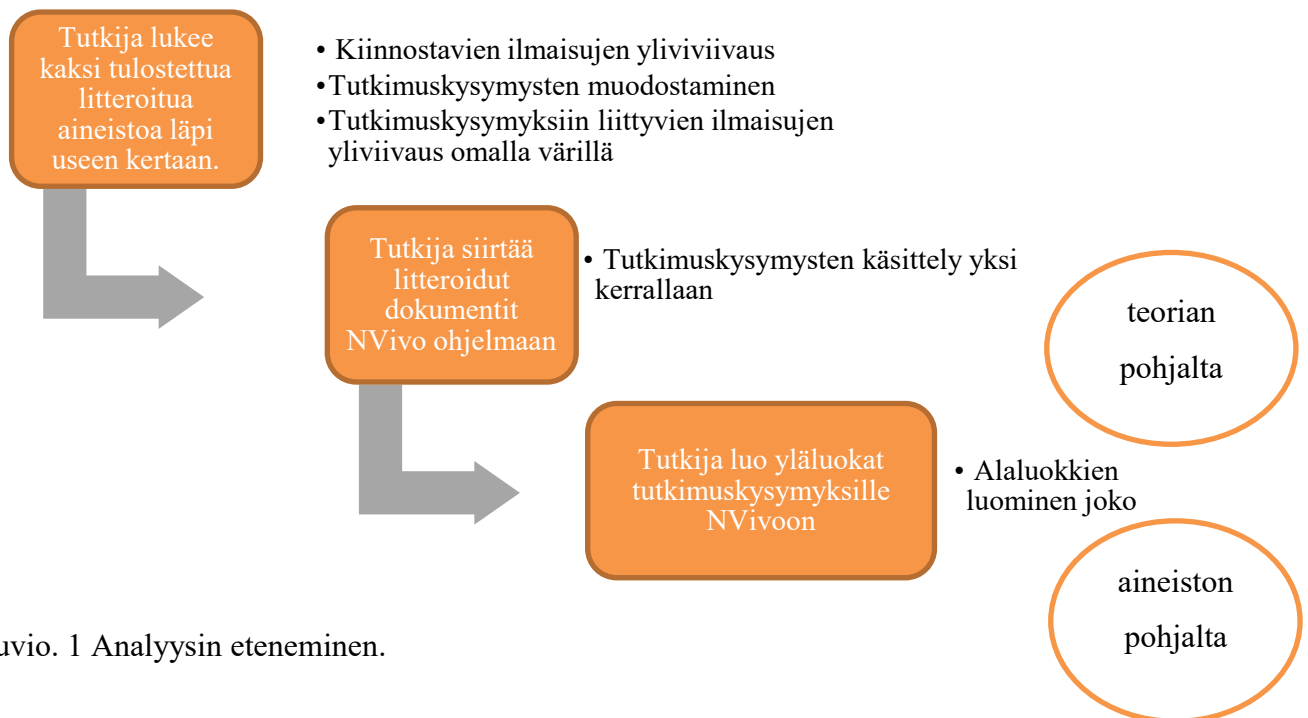 Tutkija lukee
kaksi tulostettua
litteroitua
aineistoa läpi
useen kertaan.
• Kiinnostavien ilmaisujen yliviivaus
•Tutkimuskysymysten muodostaminen
•Tutkimuskysymyksiin liittyvien ilmaisujen
yliviivaus omalla värillä
Tutkija siirtää
litteroidut
dokumentit
NVivo ohjelmaan
• Tutkimuskysymysten käsittely yksi
kerrallaan
Tutkija luo yläluokat
tutkimuskysymyksille
NVivoon
• Alaluokkien
luominen joko
teorian
pohjalta
aineiston
pohjalta
uvio. 1 Analyysin eteneminen.